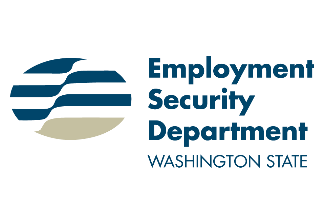 Employment
Security
Department
WASHINGTON STATE